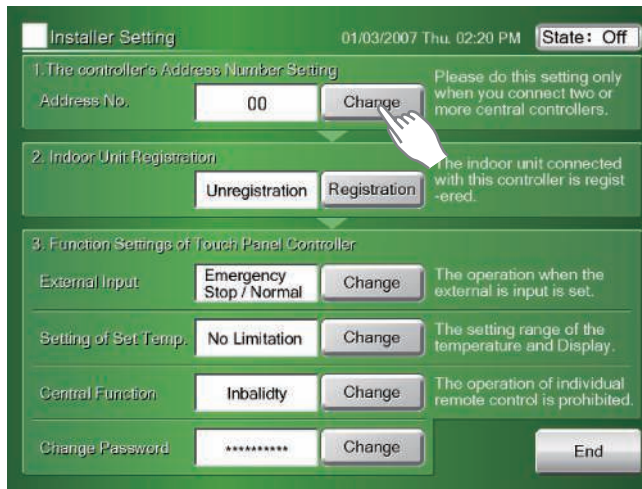 Installer Setting
01/03/2007 Thu. 02:20 PM
State: Off
1.The controller's Address Number Setting
Address No.
00
Change
Please do this setting only
when you connect two or
more central controllers.
2. Indoor Unit Registration
Unregistration
Registration
The indoor unit connected
with this controller is regist
-ered.
3. Function Settings of Touch Panel Controller
External Input
Emergency
Stop / Normal
Change
The operation when the
external is input is set.
Setting of Set Temp.
No Limitation
Change
The setting range of the
temperature and Display.
Central Function
Inbalidty
Change
The operation of individual
remote control is prohibited.
Change Password
**********
Change
End